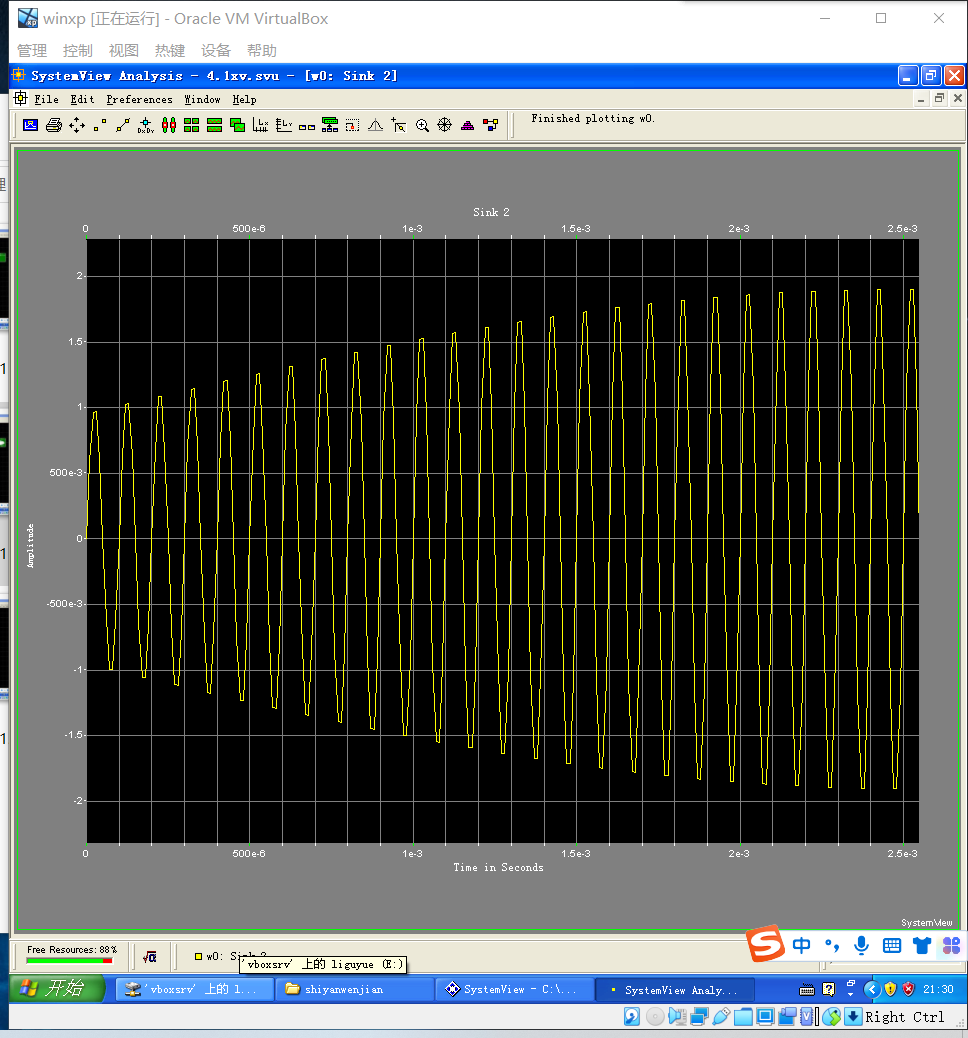 winxp [正在运行] - Oracle VM VirtualBox
管理 控制 视图 热键 设备 帮助
SystemView Analysis - 4.1xv.svu - [w0: Sink 2]
File Edit Preferences Window Help
Finished plotting w0.
Sink 2
0 500e-6 1e-3 1.5e-3 2e-3 2.5e-3
2
1.5
1
500e-3
0
-500e-3
-1
-1.5
-2
Amplitude
0 500e-6 1e-3 1.5e-3 2e-3 2.5e-3
Time in Seconds
SystemView
Free Resources: 88%
w0: Sink 2
'vboxsrv' 上的 liguyue (E:)
中
开始 'vboxsrv' 上的 l... shiyanwenjian SystemView - C:\... SystemView Analy... 21:30
Right Ctrl